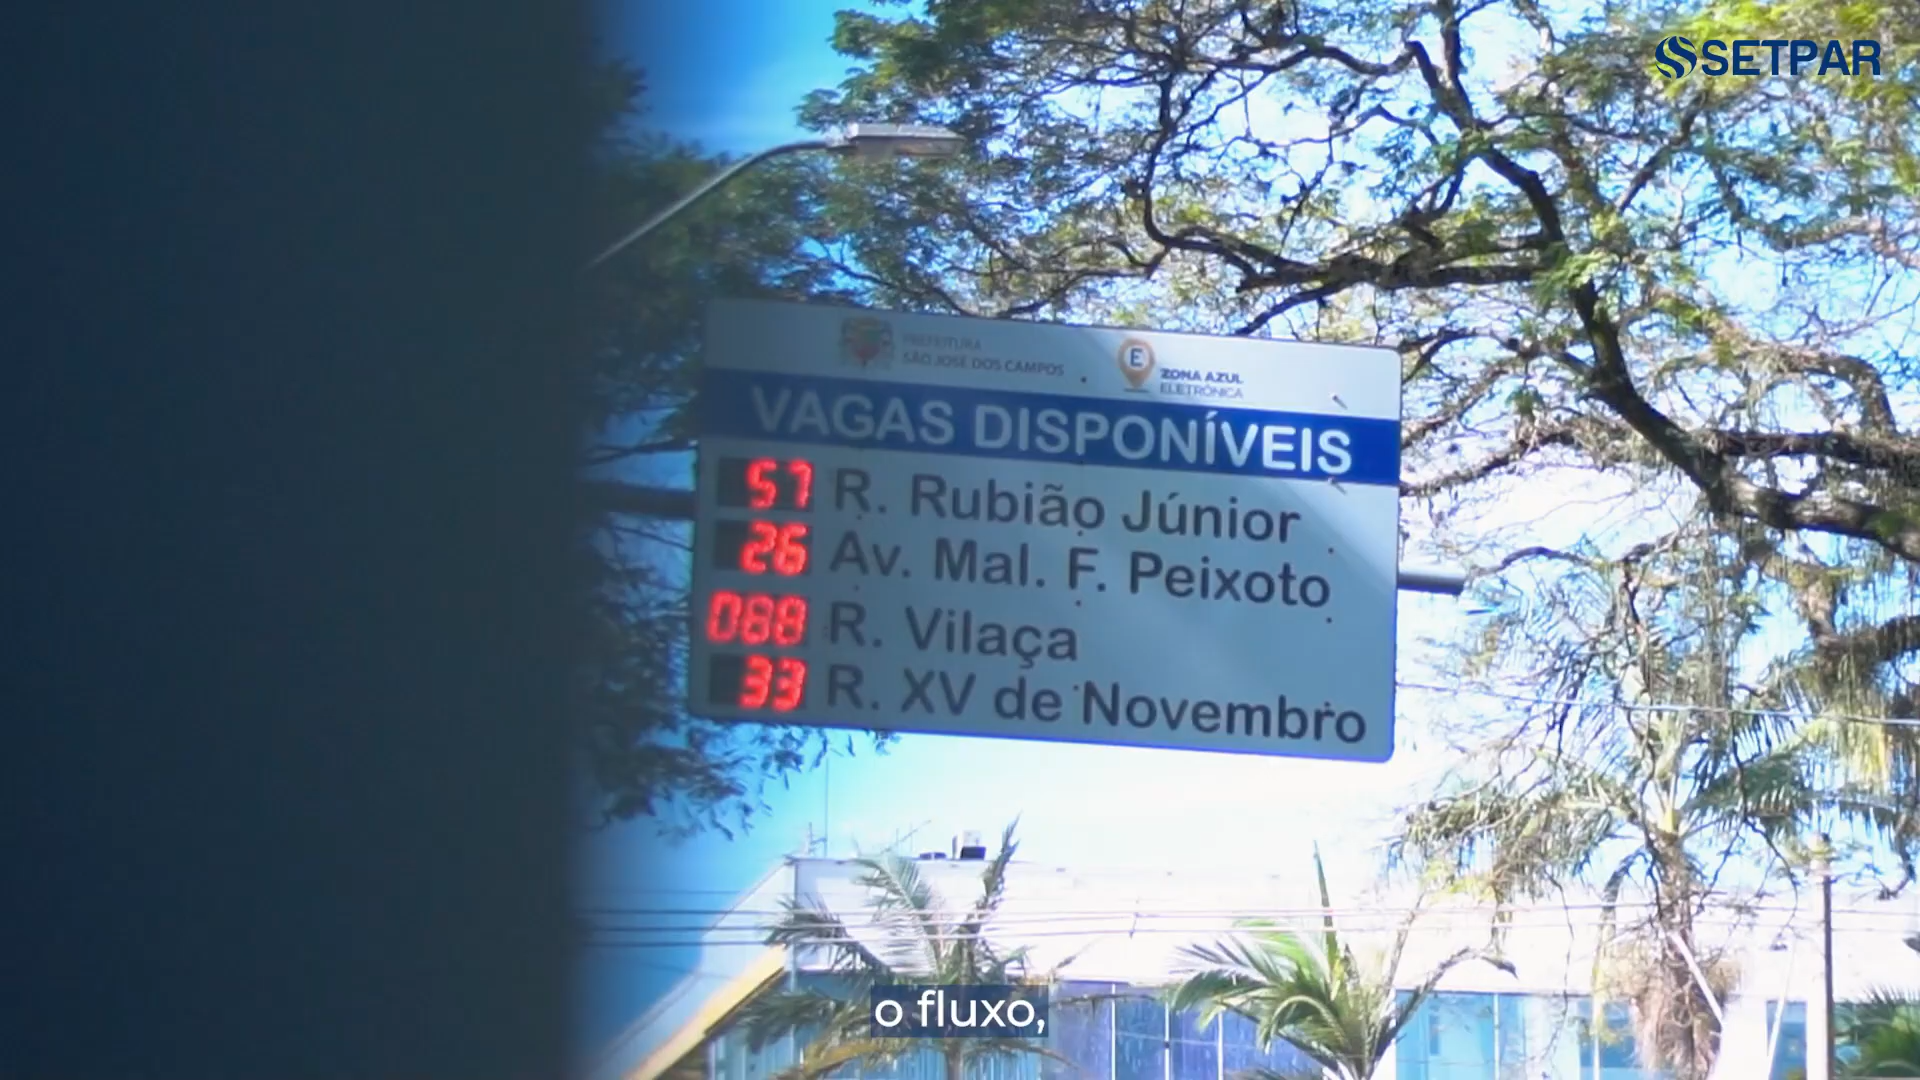 SETPAR
PREFEITURA
SÃO JOSÉ DOS CAMPOS
E
ZONA AZUL
ELETRÔNICA
VAGAS DISPONÍVEIS
57 R. Rubião Júnior
26 Av. Mal. F. Peixoto
088 R. Vilaça
33 R. XV de Novembro
o fluxo,